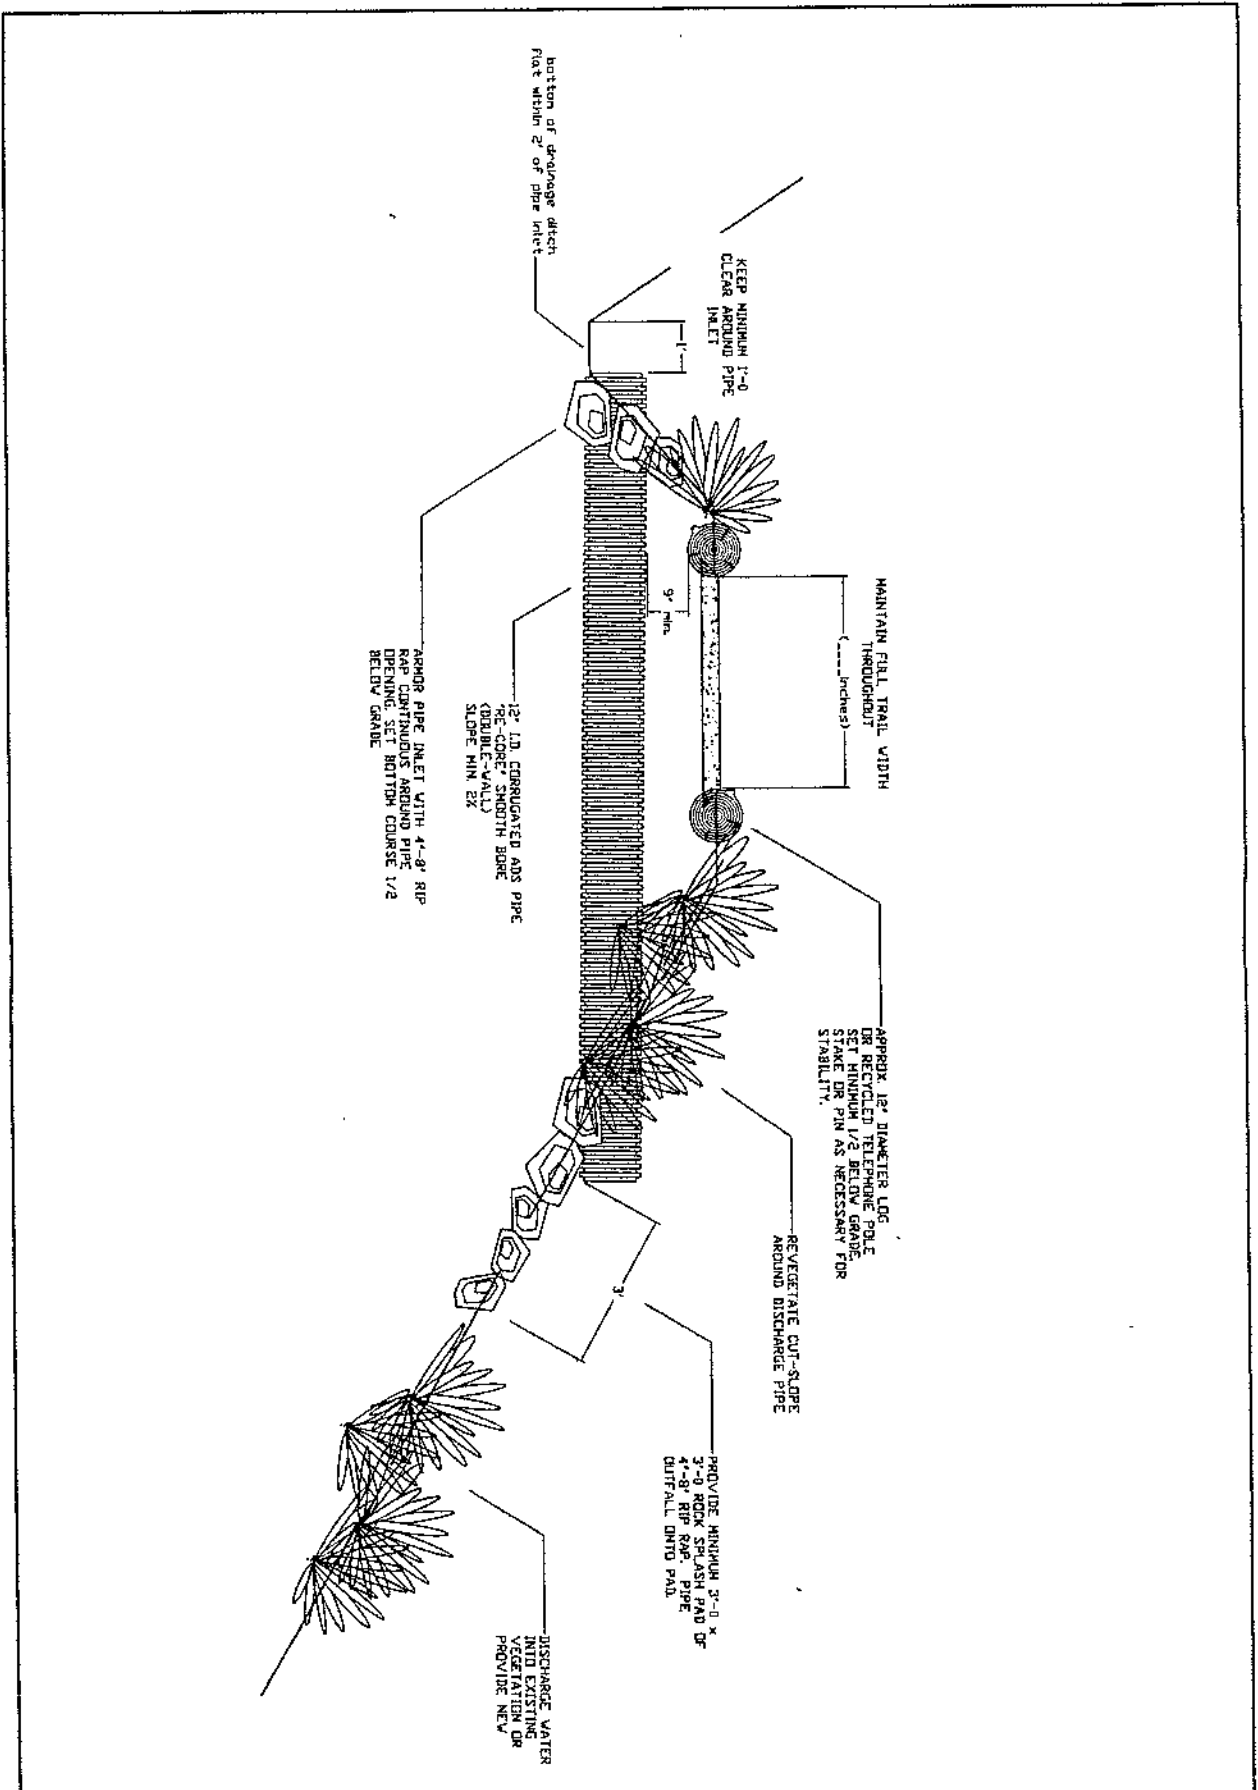 bottom of drainage ditch
flat within 2' of pipe inlet
KEEP MINIMUM 1'-0
CLEAR AROUND PIPE
INLET
1'
MAINTAIN FULL TRAIL WIDTH
THROUGHOUT
(____inches)
9" min.
APPROX. 12" DIAMETER LOG
OR RECYCLED TELEPHONE POLE
SET MINIMUM 1/2 BELOW GRADE.
STAKE OR PIN AS NECESSARY FOR
STABILITY.
ARMOR PIPE INLET WITH 4"-8" RIP
RAP CONTINUOUS AROUND PIPE
OPENING. SET BOTTOM COURSE 1/2
BELOW GRADE
12" I.D. CORRUGATED ADS PIPE
"RE-CORE" SMOOTH BORE
(DOUBLE-WALL)
SLOPE MIN. 2%
REVEGETATE CUT-SLOPE
AROUND DISCHARGE PIPE
3'
PROVIDE MINIMUM 3'-0 x
3'-0 ROCK SPLASH PAD OF
4"-8" RIP RAP. PIPE
OUTFALL ONTO PAD.
DISCHARGE WATER
INTO EXISTING
VEGETATION OR
PROVIDE NEW